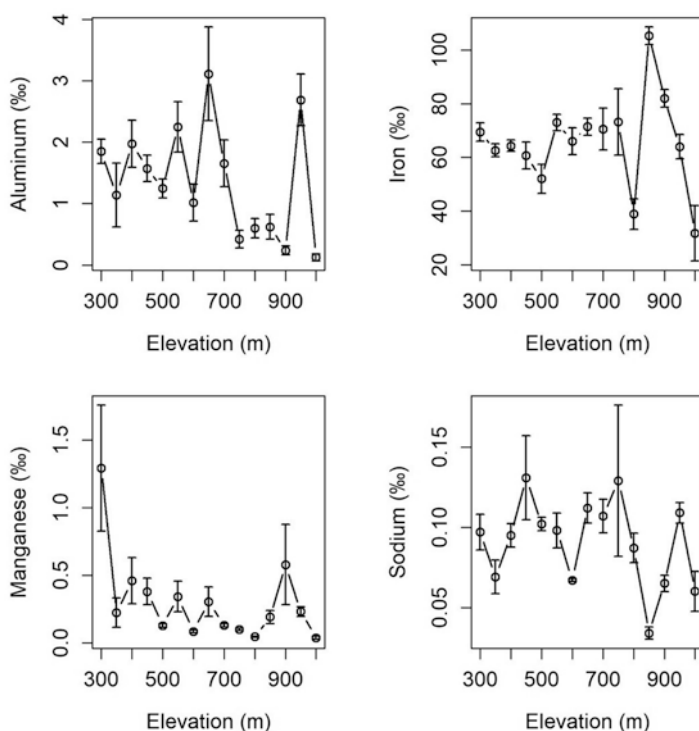 Aluminum (‰)
4
3
2
1
0
300 500 700 900
Elevation (m)
Iron (‰)
100
80
60
40
20
300 500 700 900
Elevation (m)
Manganese (‰)
1.5
1.0
0.5
0.0
300 500 700 900
Elevation (m)
Sodium (‰)
0.15
0.10
0.05
300 500 700 900
Elevation (m)